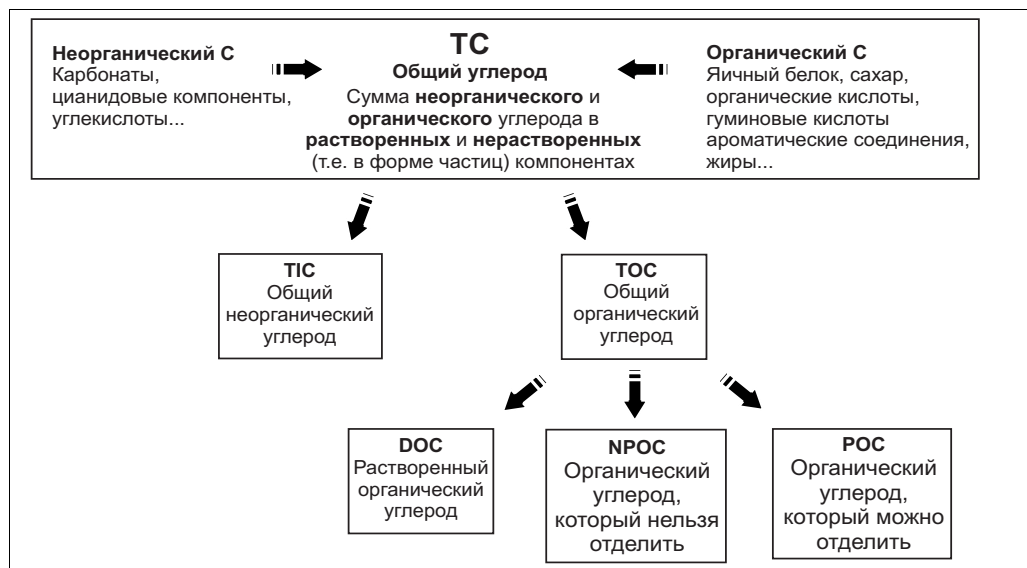 Неорганический С
Карбонаты,
цианидовые компоненты,
углекислоты...
ТС
Общий углерод
Сумма неорганического и
органического углерода в
растворенных и нерастворенных
(т.е. в форме частиц) компонентах
Органический С
Яичный белок, сахар,
органические кислоты,
гуминовые кислоты
ароматические соединения,
жиры...
TIC
Общий
неорганический
углерод
TOC
Общий
органический
углерод
DOC
Растворенный
органический
углерод
NPOC
Органический
углерод,
который нельзя
отделить
POC
Органический
углерод,
который можно
отделить